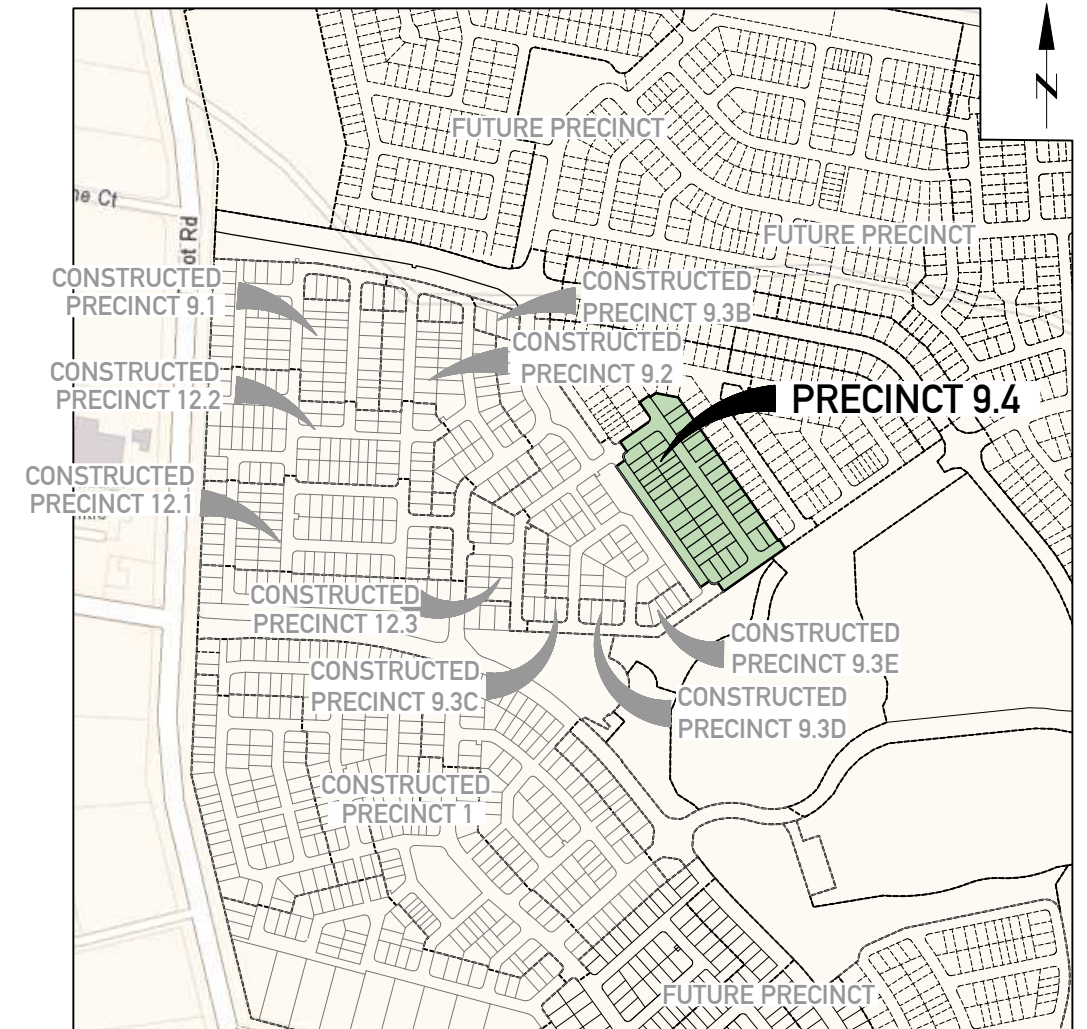 N
FUTURE PRECINCT
ne Ct
ot Rd
FUTURE PRECINCT
CONSTRUCTED
PRECINCT 9.1
CONSTRUCTED
PRECINCT 9.3B
CONSTRUCTED
PRECINCT 9.2
CONSTRUCTED
PRECINCT 12.2
PRECINCT 9.4
CONSTRUCTED
PRECINCT 12.1
CONSTRUCTED
PRECINCT 12.3
CONSTRUCTED
PRECINCT 9.3E
CONSTRUCTED
PRECINCT 9.3C
CONSTRUCTED
PRECINCT 9.3D
CONSTRUCTED
PRECINCT 1
FUTURE PRECINCT